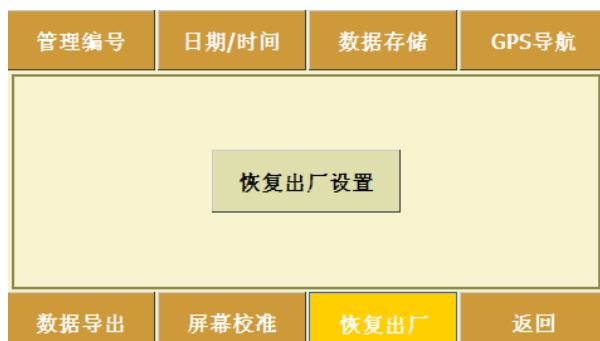 管理编号 日期/时间 数据存储 GPS导航
恢复出厂设置
数据导出 屏幕校准 恢复出厂 返回